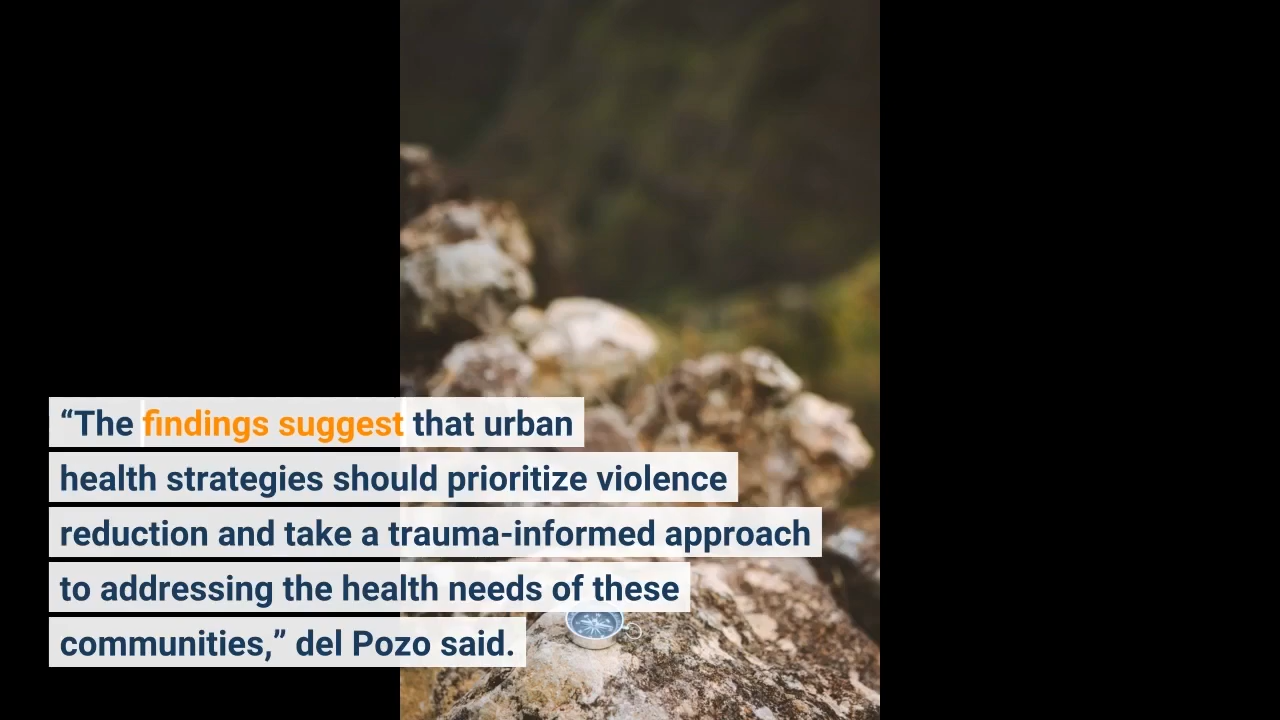 “The findings suggest that urban
health strategies should prioritize violence
reduction and take a trauma-informed approach
to addressing the health needs of these
communities,” del Pozo said.